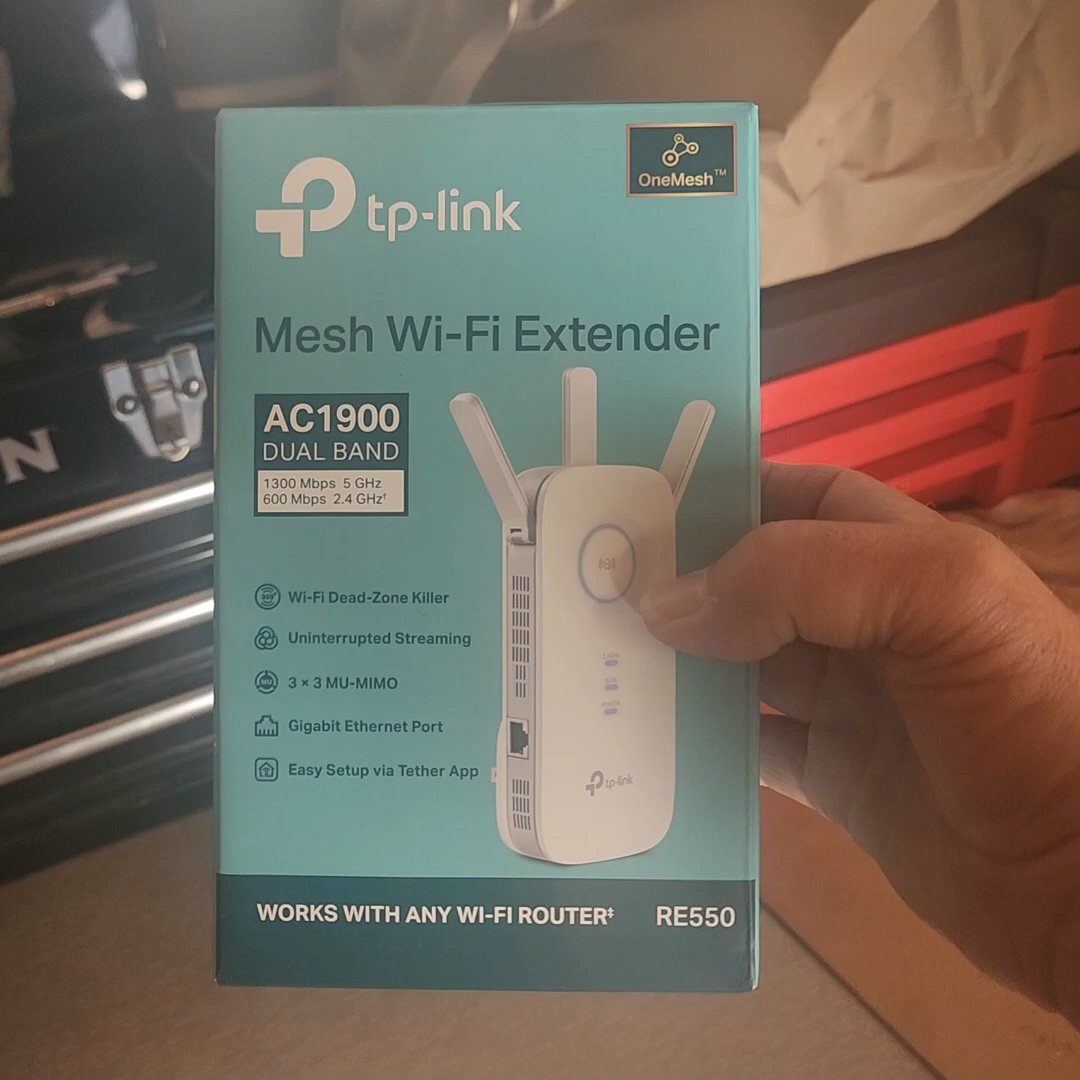 OneMesh™
tp-link
Mesh Wi-Fi Extender
AC1900
DUAL BAND
1300 Mbps 5 GHz
600 Mbps 2.4 GHz†
Wi-Fi Dead-Zone Killer
Uninterrupted Streaming
3 × 3 MU-MIMO
Gigabit Ethernet Port
Easy Setup via Tether App
tp-link
WORKS WITH ANY WI-FI ROUTER‡
RE550
N